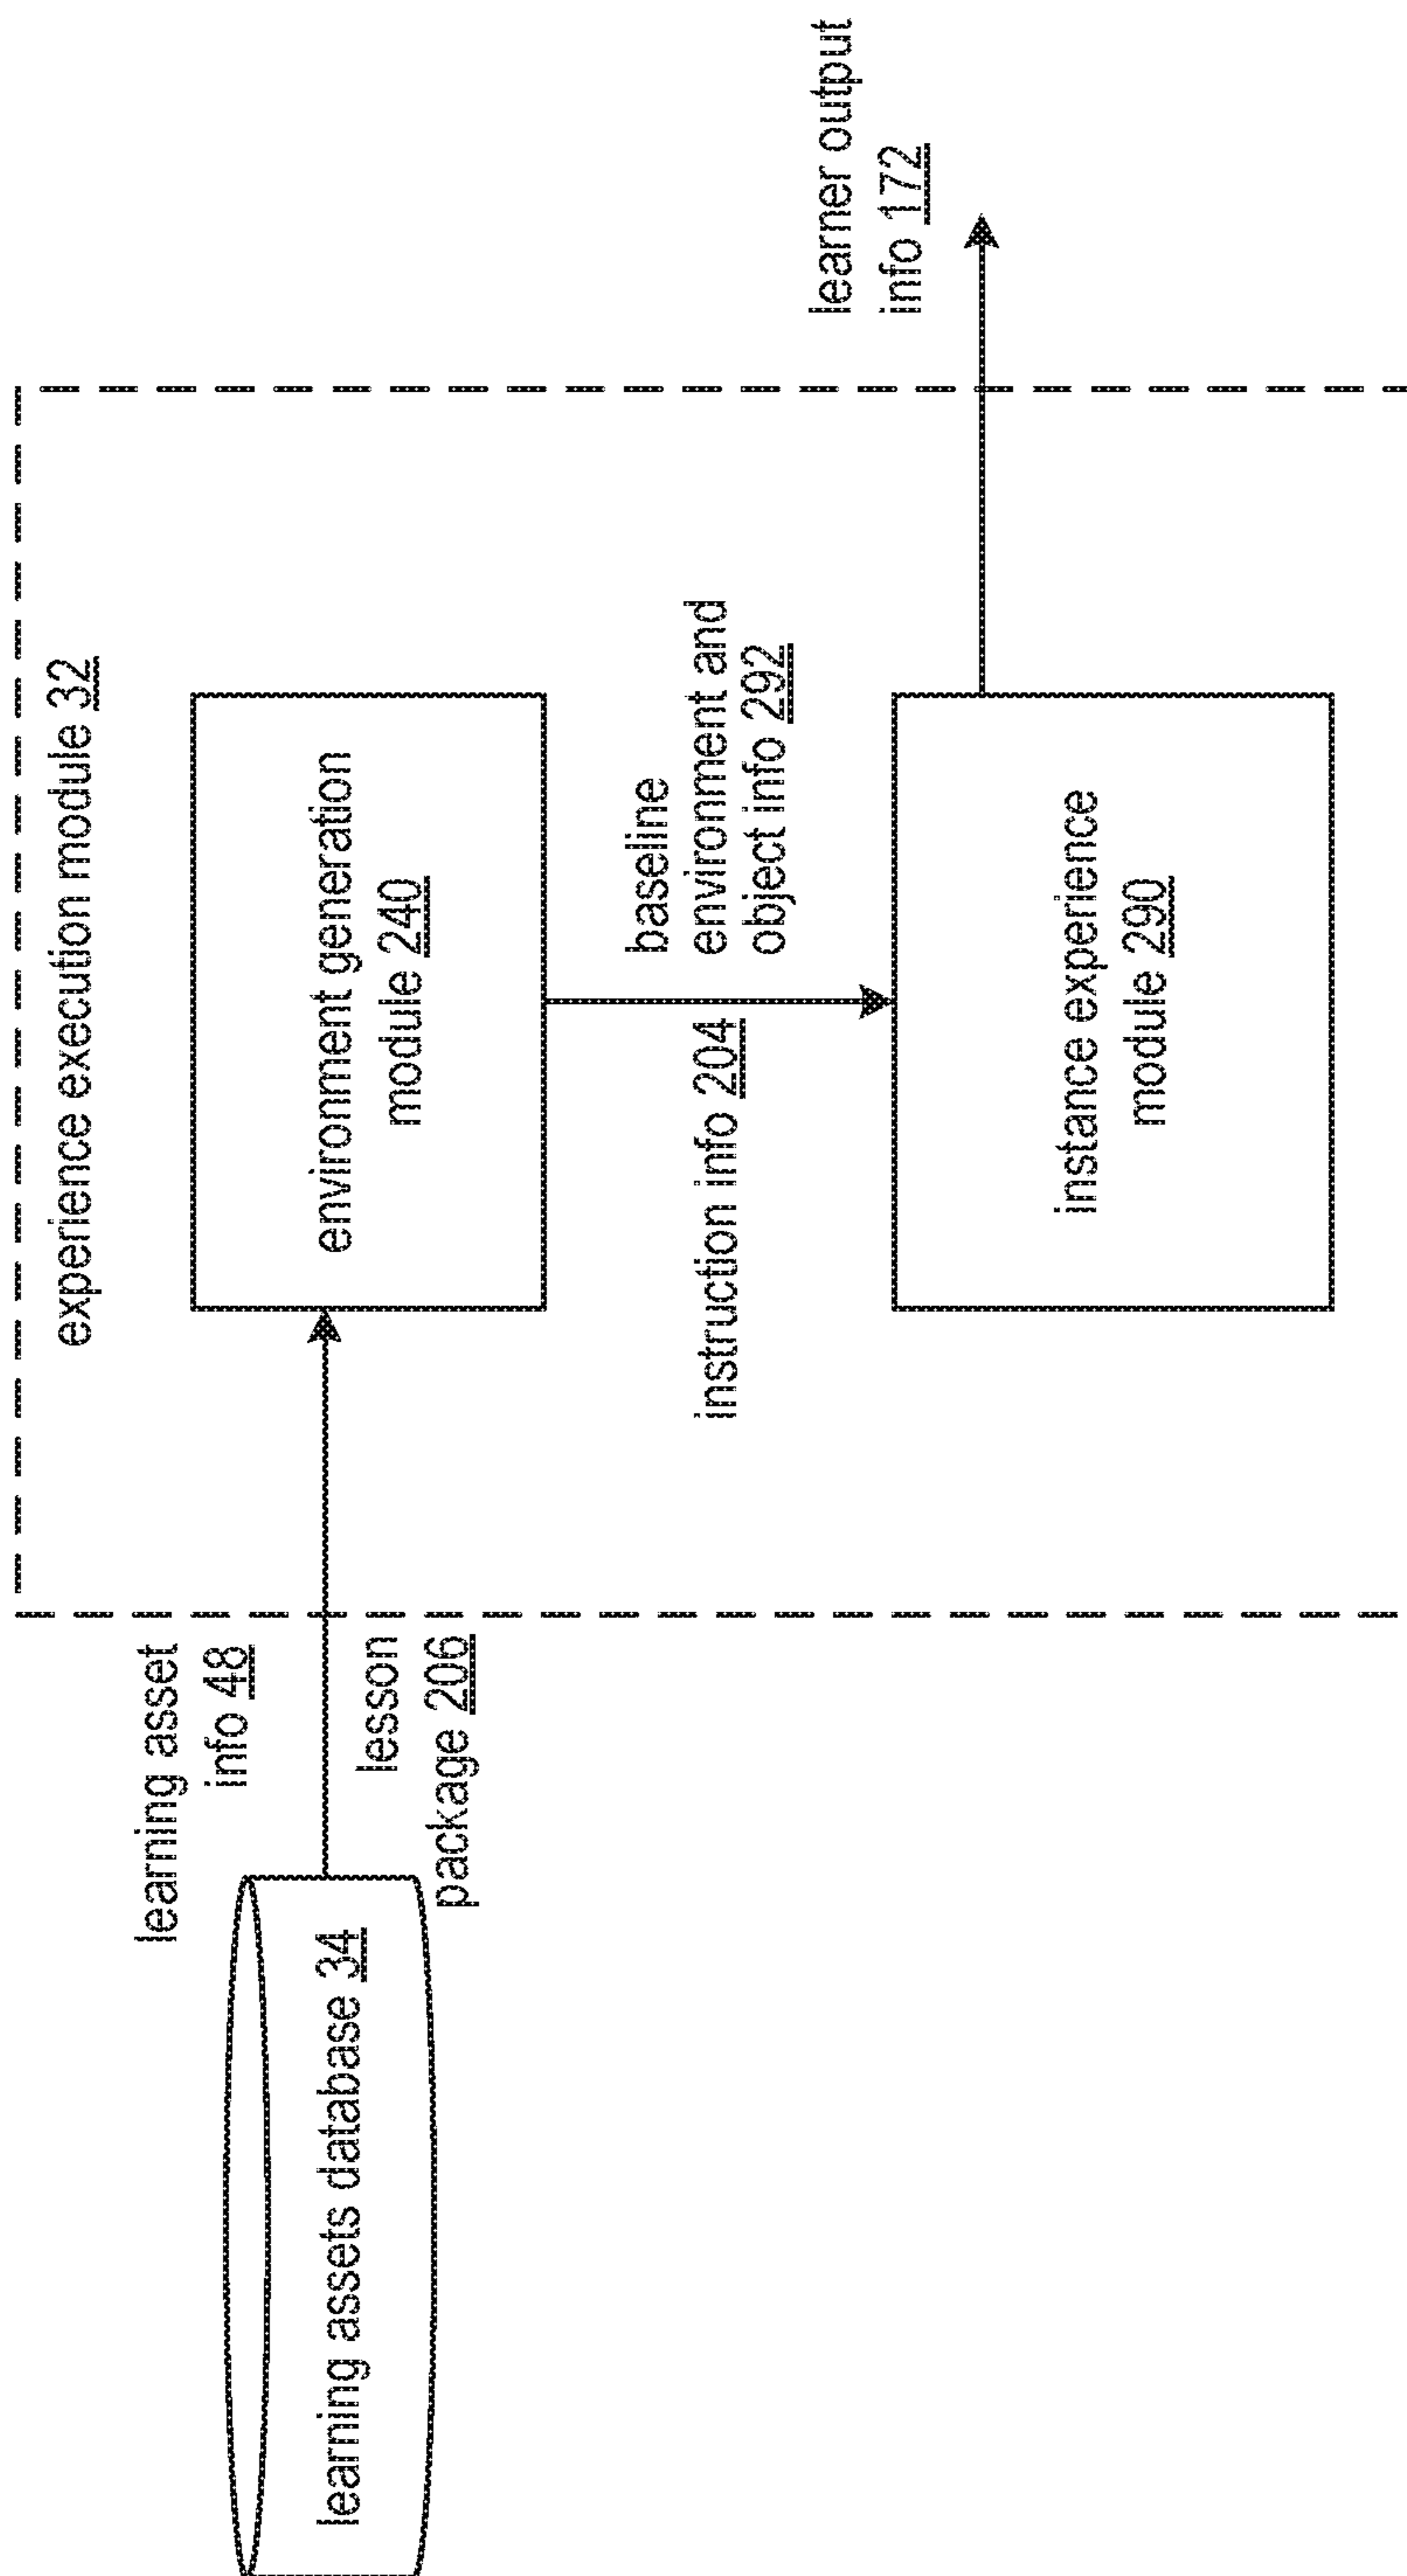 experience execution module 32
learning asset
info 48
lesson
package 206
learning assets database 34
environment generation
module 240
instruction info 204
baseline
environment and
object info 292
instance experience
module 290
learner output
info 172